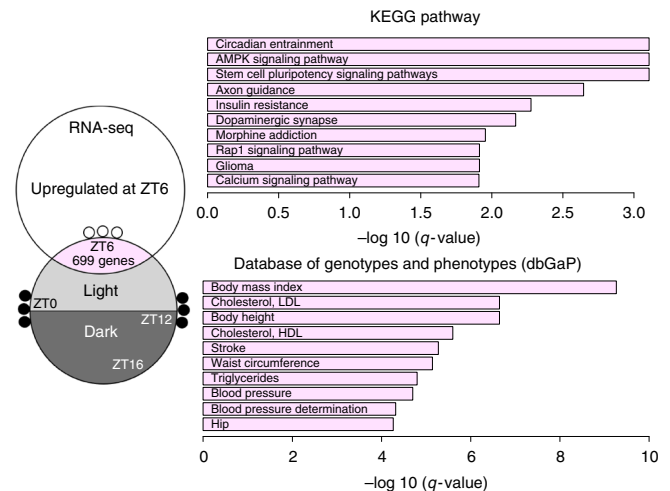 KEGG pathway
Circadian entrainment
AMPK signaling pathway
Stem cell pluripotency signaling pathways
Axon guidance
Insulin resistance
Dopaminergic synapse
Morphine addiction
Rap1 signaling pathway
Glioma
Calcium signaling pathway
0.0 0.5 1.0 1.5 2.0 2.5 3.0
–log 10 (q-value)
RNA-seq
Upregulated at ZT6
ZT6
699 genes
Light
ZT0
ZT12
Dark
ZT16
Database of genotypes and phenotypes (dbGaP)
Body mass index
Cholesterol, LDL
Body height
Cholesterol, HDL
Stroke
Waist circumference
Triglycerides
Blood pressure
Blood pressure determination
Hip
0 2 4 6 8 10
–log 10 (q-value)